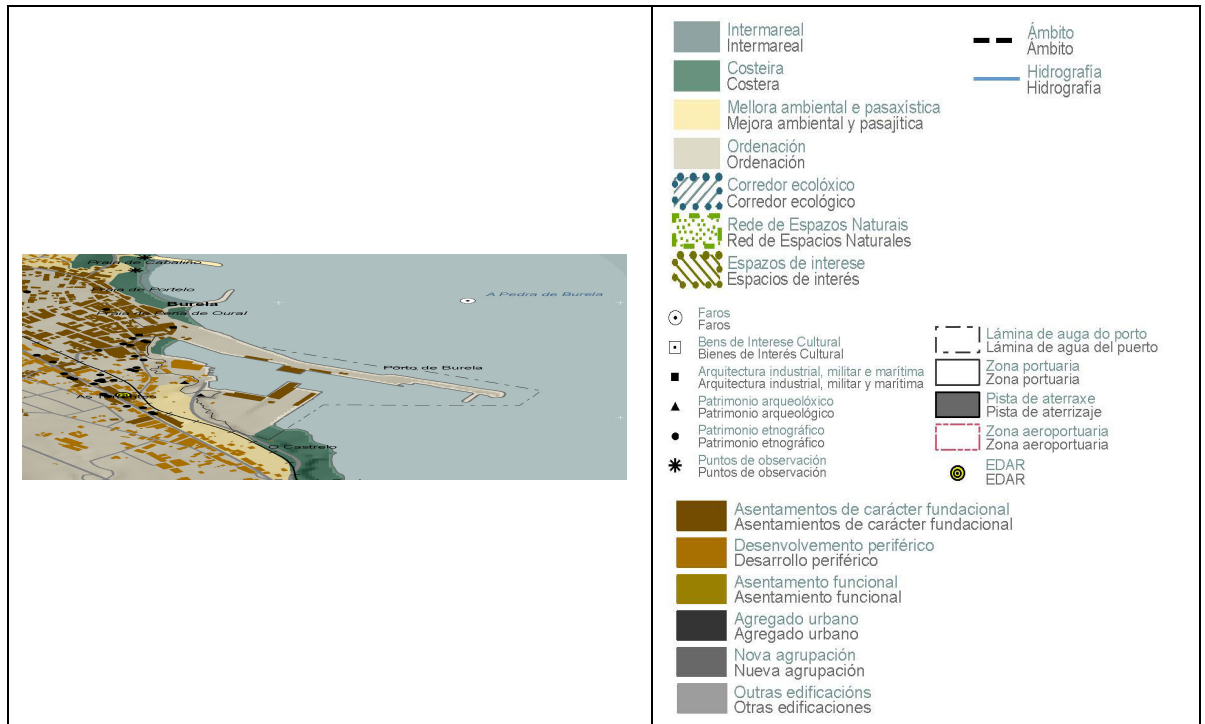 Praia de Cabaliño
Praia de Portelo
Burela
Praia de Pena de Oural
A Pedra de Burela
Porto de Burela
O Castrelo
Intermareal
Intermareal
Costeira
Costera
Mellora ambiental e pasaxística
Mejora ambiental y pasajítica
Ordenación
Ordenación
Corredor ecolóxico
Corredor ecológico
Rede de Espazos Naturais
Red de Espacios Naturales
Espazos de interese
Espacios de interés
Ámbito
Ámbito
Hidrografía
Hidrografía
Faros
Faros
Bens de Interese Cultural
Bienes de Interés Cultural
Arquitectura industrial, militar e marítima
Arquitectura industrial, militar y marítima
Patrimonio arqueolóxico
Patrimonio arqueológico
Patrimonio etnográfico
Patrimonio etnográfico
Puntos de observación
Puntos de observación
Lámina de auga do porto
Lámina de agua del puerto
Zona portuaria
Zona portuaria
Pista de aterraxe
Pista de aterrizaje
Zona aeroportuaria
Zona aeroportuaria
EDAR
EDAR
Asentamentos de carácter fundacional
Asentamientos de carácter fundacional
Desenvolvemento periférico
Desarrollo periférico
Asentamento funcional
Asentamiento funcional
Agregado urbano
Agregado urbano
Nova agrupación
Nueva agrupación
Outras edificacións
Otras edificaciones